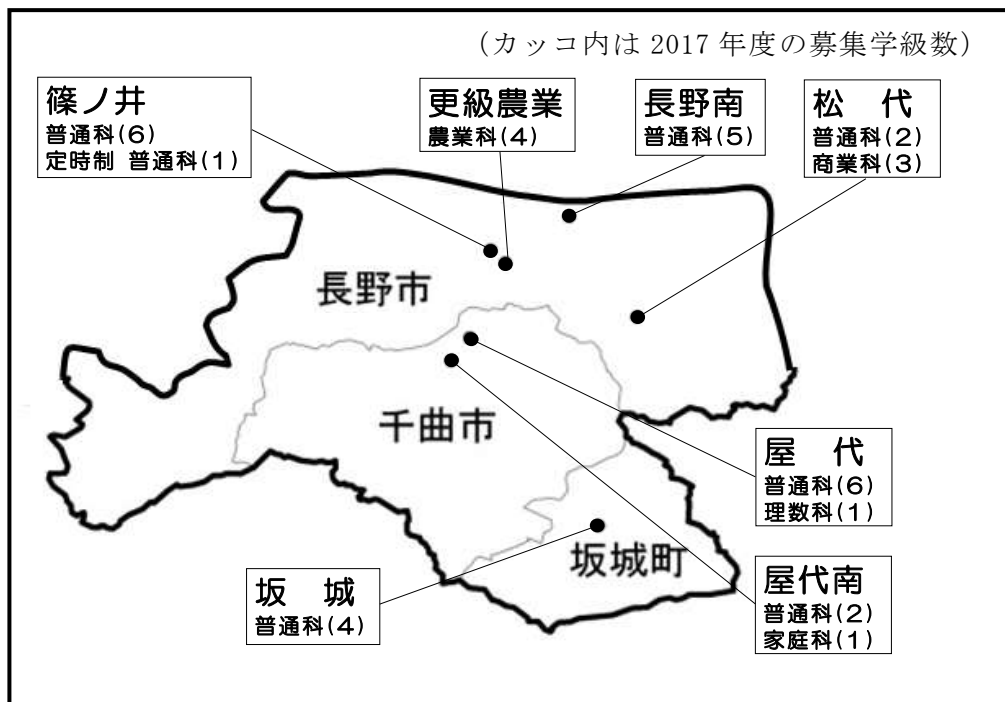 （カッコ内は 2017 年度の募集学級数）
篠ノ井
普通科(6)
定時制 普通科(1)
更級農業
農業科(4)
長野南
普通科(5)
松　代
普通科(2)
商業科(3)
長野市
千曲市
屋　代
普通科(6)
理数科(1)
坂城町
坂　城
普通科(4)
屋代南
普通科(2)
家庭科(1)